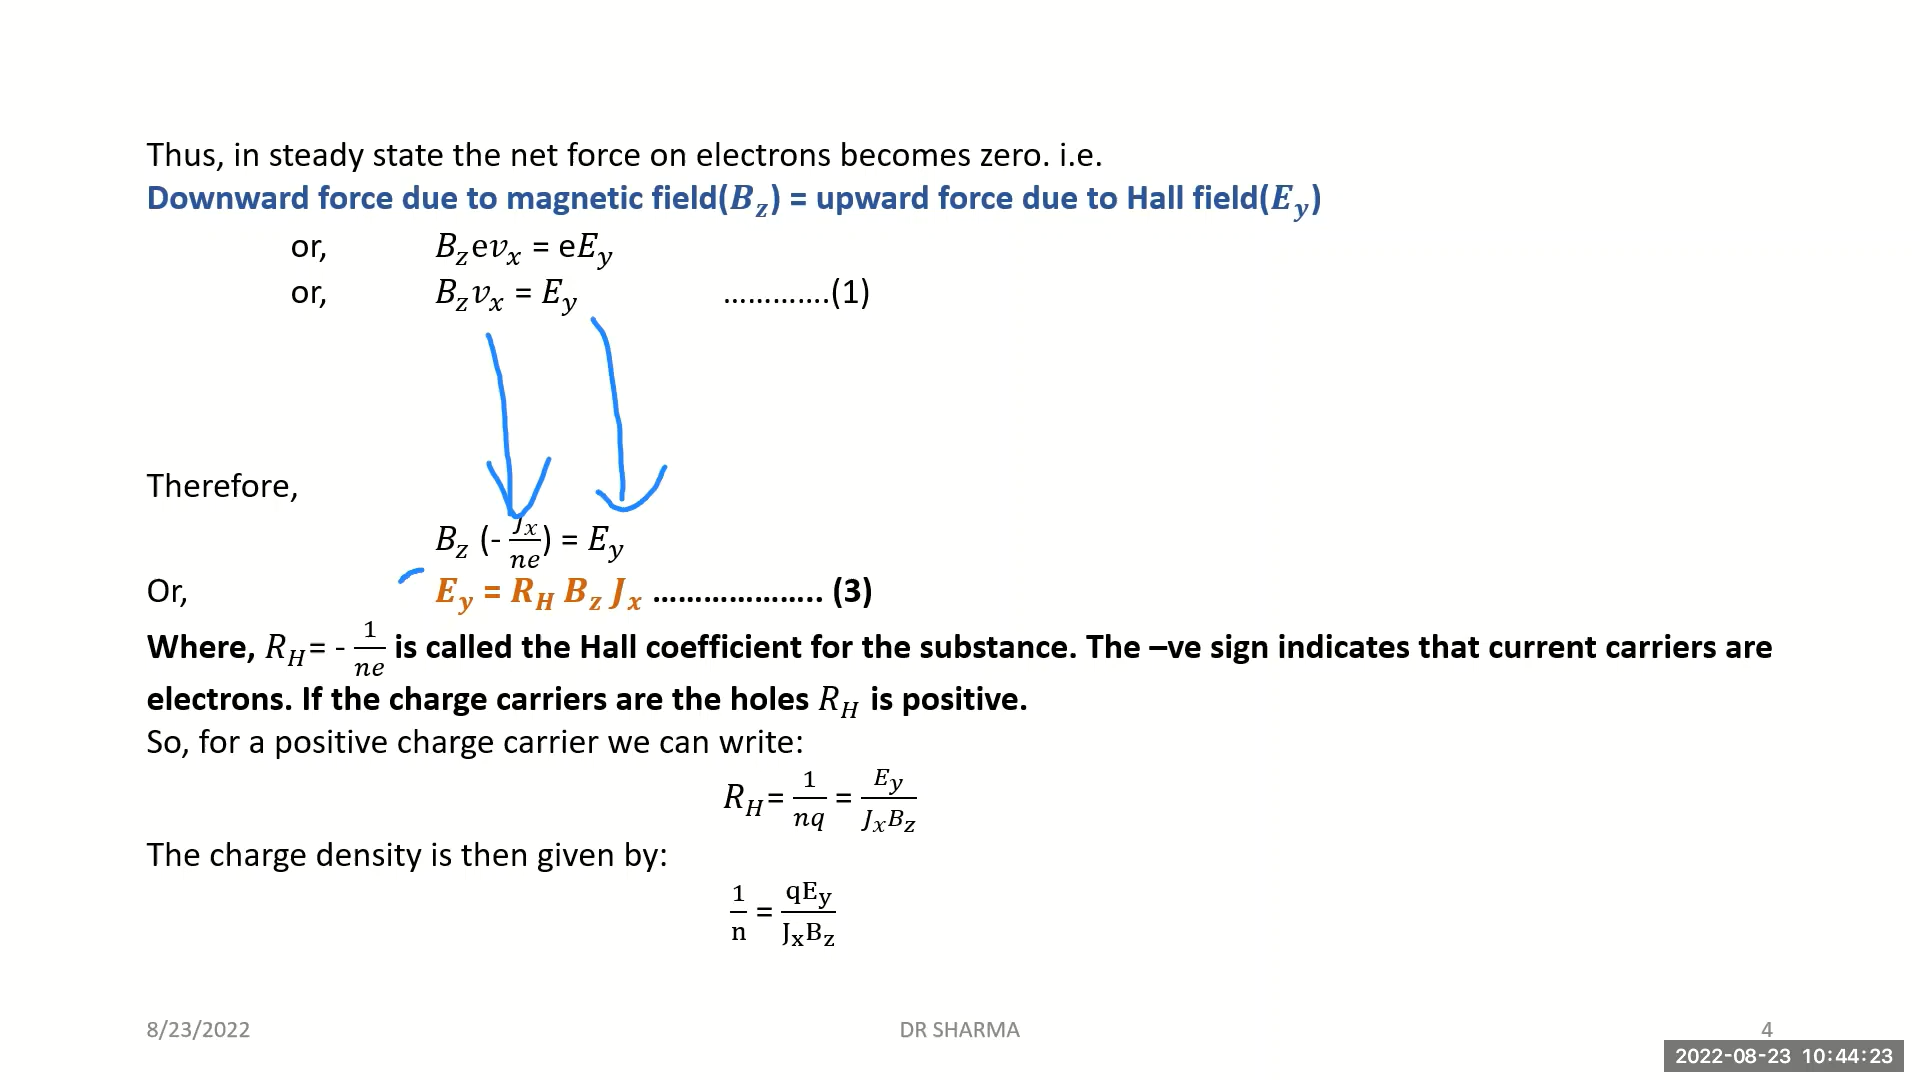 Thus, in steady state the net force on electrons becomes zero. i.e.
Downward force due to magnetic field(B_z) = upward force due to Hall field(E_y)
or, B_z e v_x = eE_y
or, B_z v_x = E_y ………….(1)
Therefore,
B_z (- J_x/ne) = E_y
Or, E_y = R_H B_z J_x ……………….. (3)
Where, R_H = - 1/ne is called the Hall coefficient for the substance. The –ve sign indicates that current carriers are
electrons. If the charge carriers are the holes R_H is positive.
So, for a positive charge carrier we can write:
R_H = 1/nq = E_y/J_x B_z
The charge density is then given by:
1/n = qE_y/J_x B_z
8/23/2022 DR SHARMA 4
2022-08-23 10:44:23